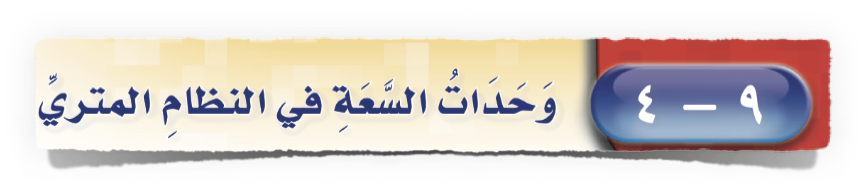 ٩ – ٤ وَحَدَاتُ السَّعَةِ في النظامِ المتريِّ